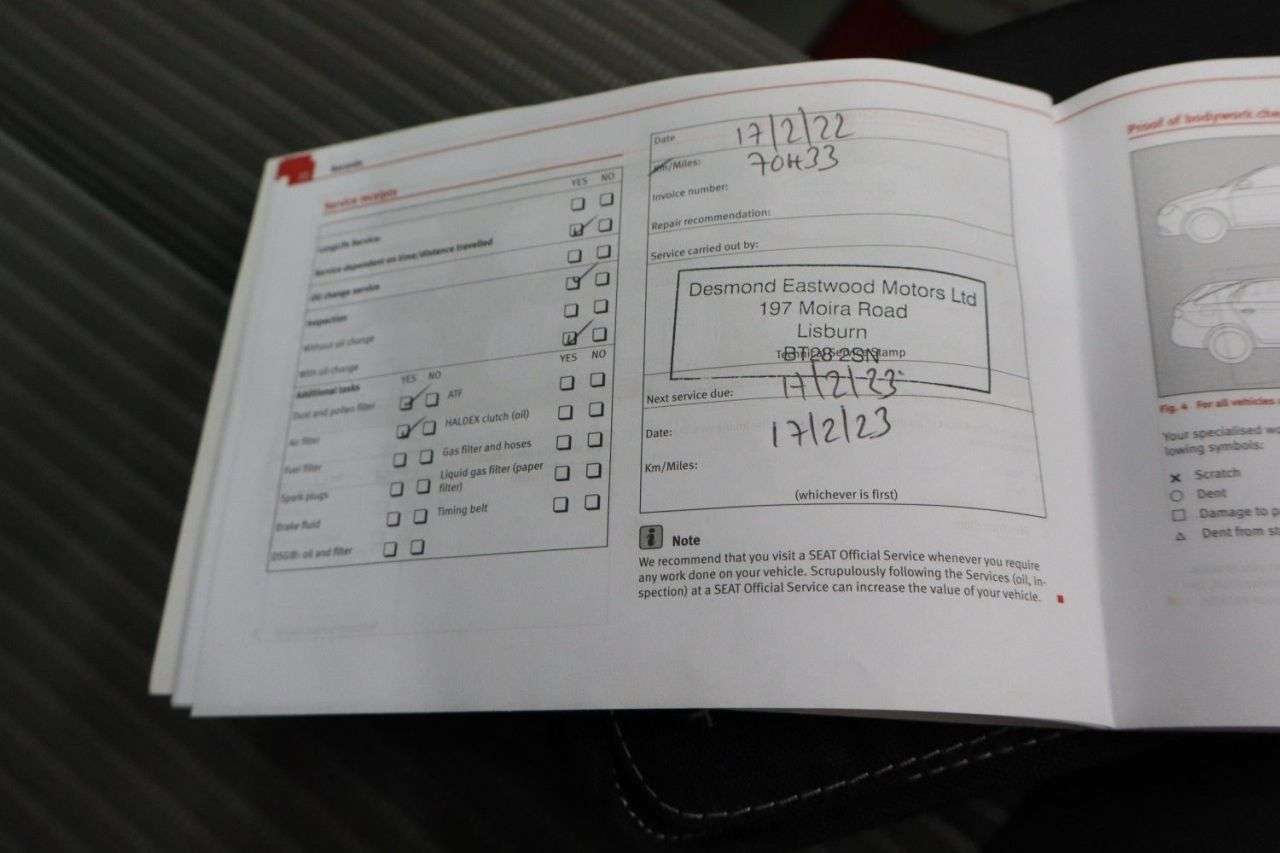 Records
Service receipts
YES NO
LongLife Service
Service dependent on time/distance travelled
Oil change service
Inspection
Without oil change
With oil change
YES NO
Additional tasks
YES NO
Dust and pollen filter
ATF
Air filter
HALDEX clutch (oil)
Fuel filter
Gas filter and hoses
Spark plugs
Liquid gas filter (paper
filter)
Brake fluid
Timing belt
DSG®: oil and filter
Date 17/2/22
Km/Miles: 70433
Invoice number:
Repair recommendation:
Service carried out by:
Desmond Eastwood Motors Ltd
197 Moira Road
Lisburn
BT28 2SN
Stamp
Next service due: 17/2/23
Date: 17/2/23
Km/Miles:
(whichever is first)
i Note
We recommend that you visit a SEAT Official Service whenever you require
any work done on your vehicle. Scrupulously following the Services (oil, in-
spection) at a SEAT Official Service can increase the value of your vehicle.
Proof of bodywork
Fig. 4 For all vehicles
Your specialised
lowing symbols:
Scratch
Dent
Damage to
Dent from